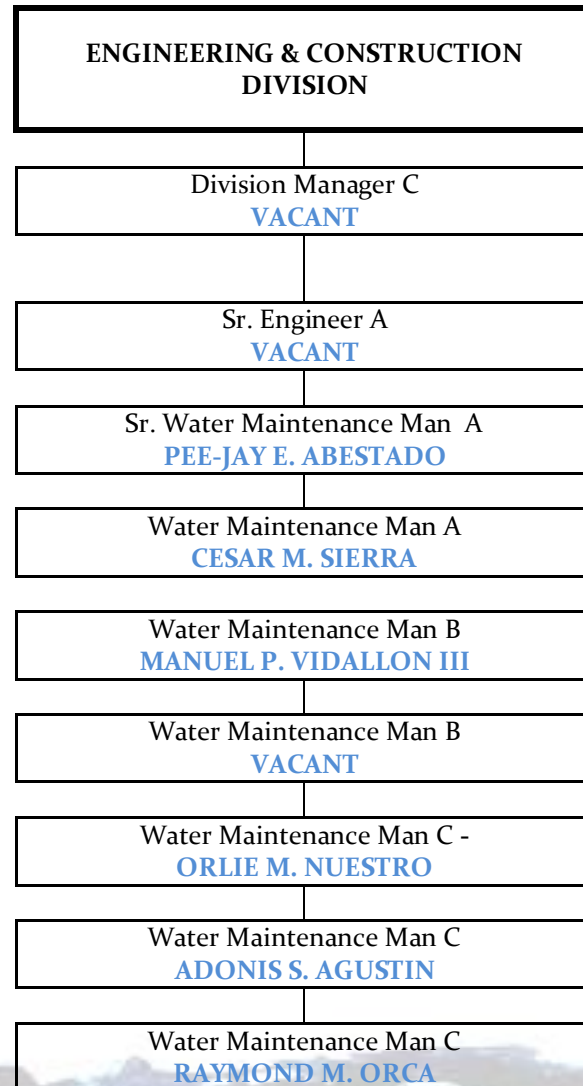 ENGINEERING & CONSTRUCTION
DIVISION
Division Manager C
VACANT
Sr. Engineer A
VACANT
Sr. Water Maintenance Man  A
PEE-JAY E. ABESTADO
Water Maintenance Man A
CESAR M. SIERRA
Water Maintenance Man B
MANUEL P. VIDALLON III
Water Maintenance Man B
VACANT
Water Maintenance Man C -
ORLIE M. NUESTRO
Water Maintenance Man C
ADONIS S. AGUSTIN
Water Maintenance Man C
RAYMOND M. ORCA